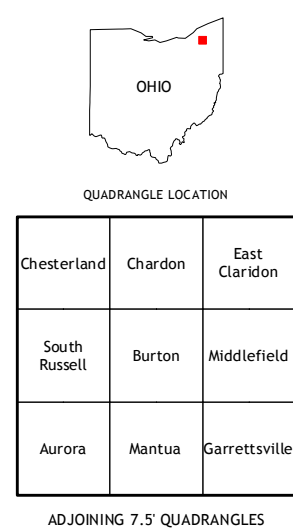 OHIO
QUADRANGLE LOCATION
Chesterland
Chardon
East
Claridon
South
Russell
Burton
Middlefield
Aurora
Mantua
Garrettsville
ADJOINING 7.5' QUADRANGLES